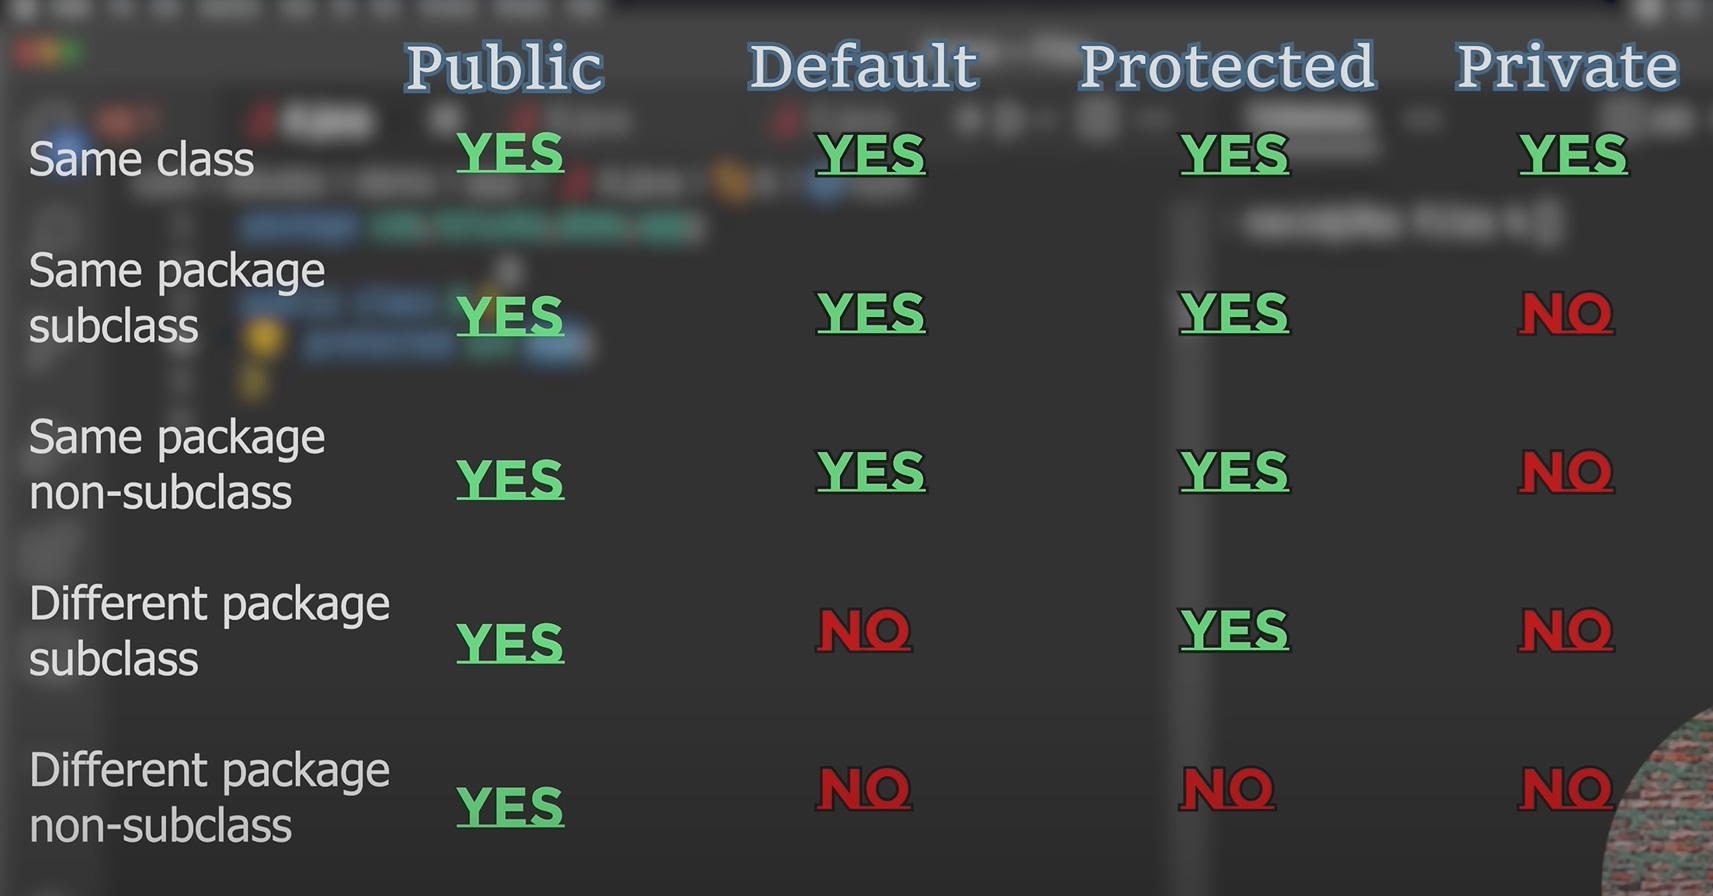 Public Default Protected Private
Same class YES YES YES YES
Same package
subclass YES YES YES NO
Same package
non-subclass YES YES YES NO
Different package
subclass YES NO YES NO
Different package
non-subclass YES NO NO NO